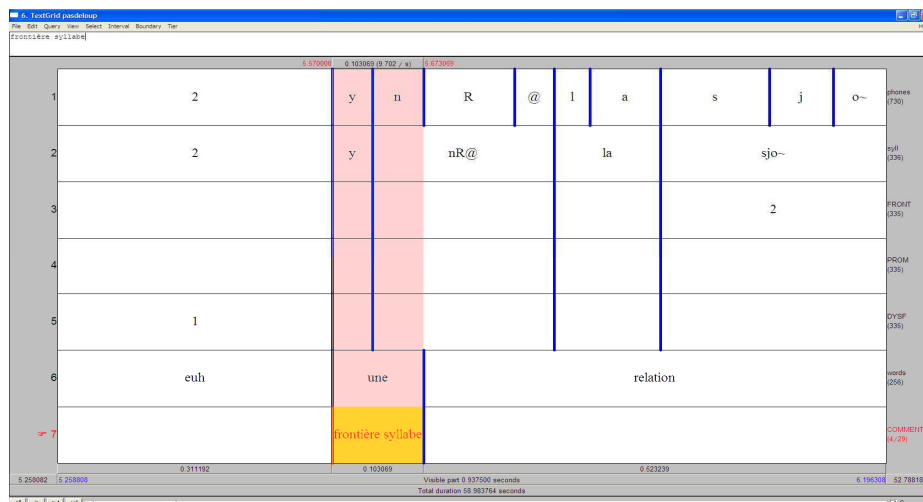 6. TextGrid pasdeloup
File Edit Query View Select Interval Boundary Tier
frontière syllabe
5.570000 0.103069 (9.702 / s) 5.673069
1 2 y n R @ l a s j o~ phones (730)
2 2 y nR@ la sjo~ syll (336)
3 2 FRONT (335)
4 PROM (335)
5 1 DYSF (335)
6 euh une relation words (256)
☞ 7 frontière syllabe COMMENT (4/29)
0.311192 0.103069 0.523239
5.258082 5.258808 Visible part 0.937500 seconds 6.196308 52.78818
Total duration 58.983764 seconds